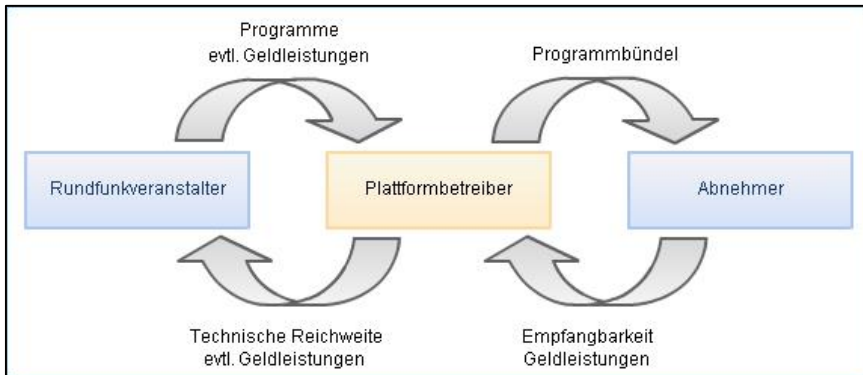 Programme
evtl. Geldleistungen
Programmbündel
Rundfunkveranstalter
Plattformbetreiber
Abnehmer
Technische Reichweite
evtl. Geldleistungen
Empfangbarkeit
Geldleistungen